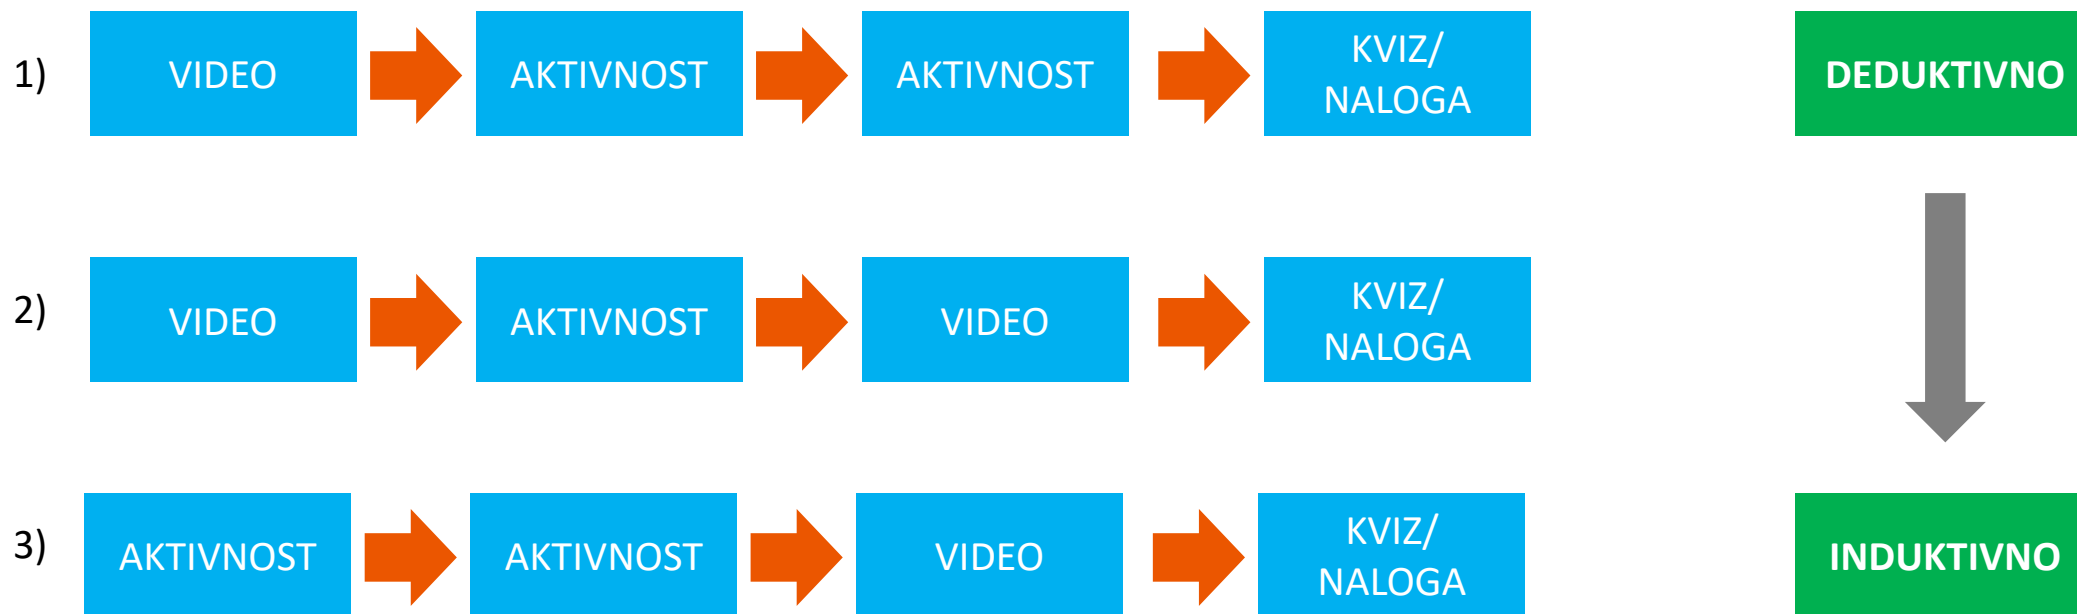 1) VIDEO AKTIVNOST AKTIVNOST KVIZ/
NALOGA DEDUKTIVNO
2) VIDEO AKTIVNOST VIDEO KVIZ/
NALOGA
3) AKTIVNOST AKTIVNOST VIDEO KVIZ/
NALOGA INDUKTIVNO